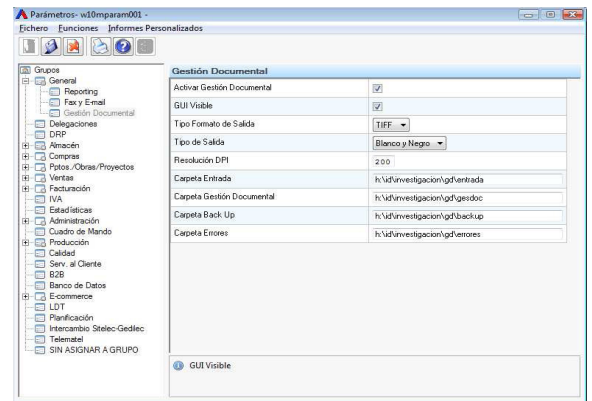 Parámetros- w10mparam001 -
Fichero Funciones Informes Personalizados
Grupos
General
Reporting
Fax y E-mail
Gestión Documental
Delegaciones
DRP
Almacén
Compras
Pptos./Obras/Proyectos
Ventas
Facturación
IVA
Estadísticas
Administración
Cuadro de Mando
Producción
Calidad
Serv. al Cliente
B2B
Banco de Datos
E-commerce
LDT
Planificación
Intercambio Stelec-Gedilec
Telematel
SIN ASIGNAR A GRUPO
Gestión Documental
Activar Gestión Documental
GUI Visible
Tipo Formato de Salida TIFF
Tipo de Salida Blanco y Negro
Resolución DPI 200
Carpeta Entrada h:\id\investigacion\gd\entrada
Carpeta Gestión Documental h:\id\investigacion\gd\gesdoc
Carpeta Back Up h:\id\investigacion\gd\backup
Carpeta Errores h:\id\investigacion\gd\errores
GUI Visible